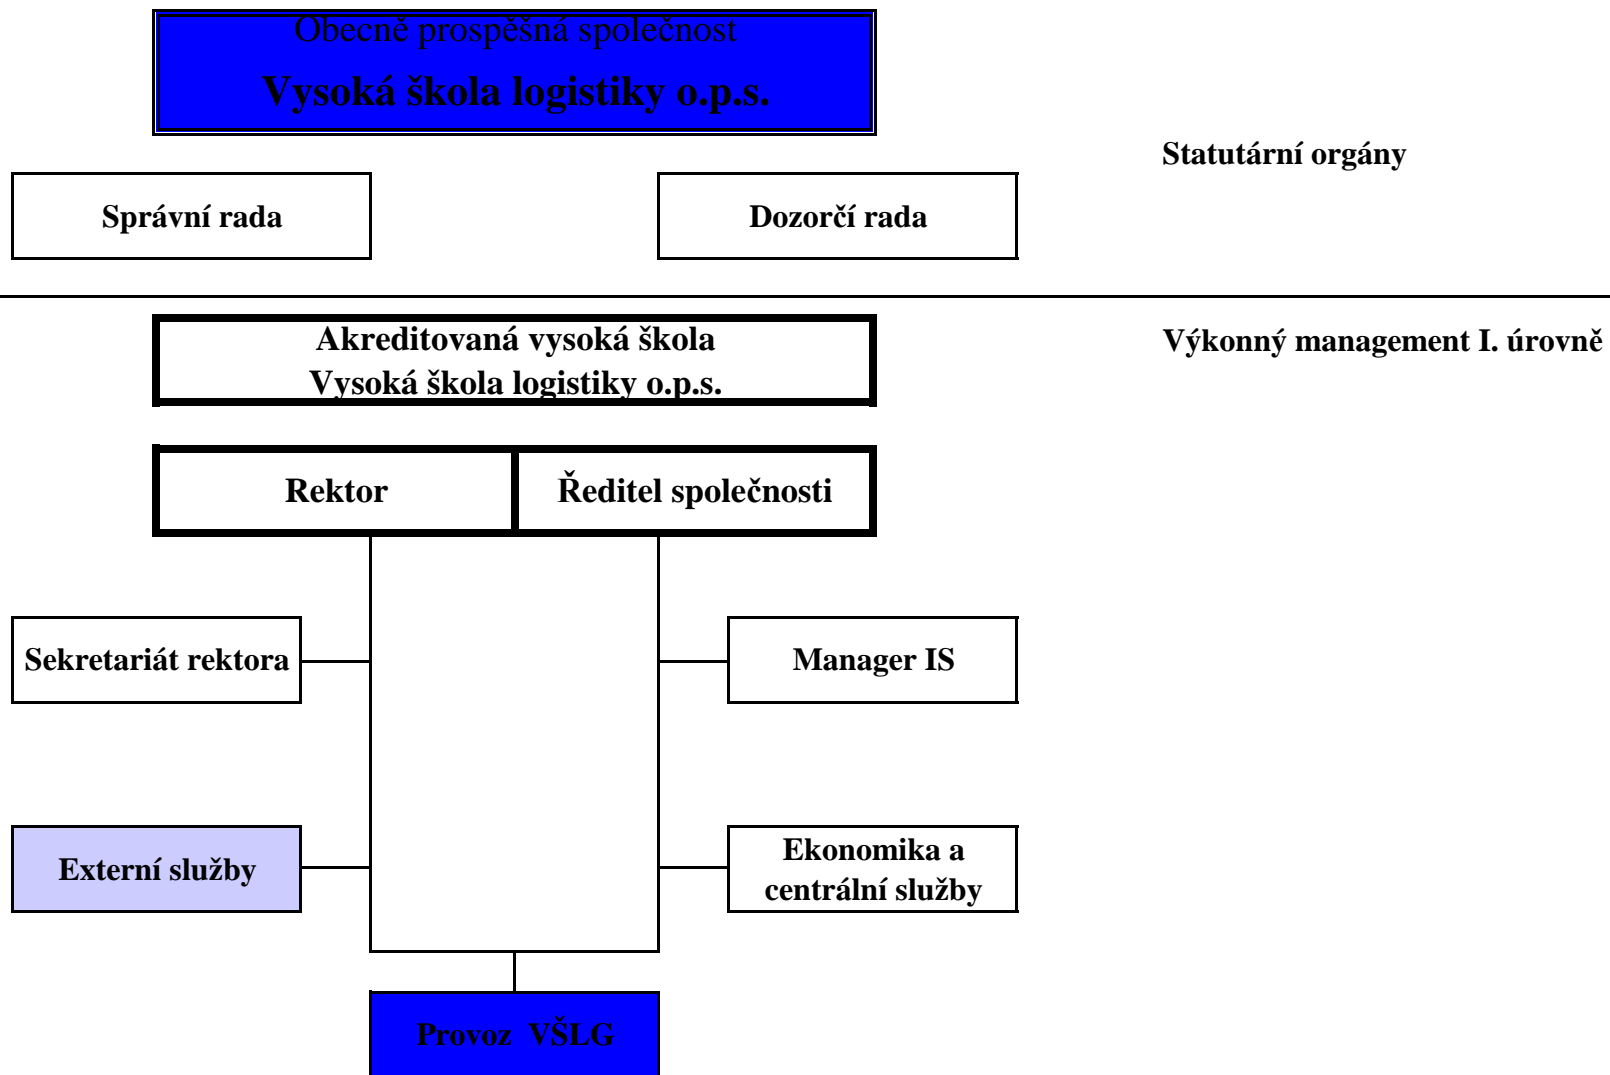 Obecně prospěšná společnost
Vysoká škola logistiky o.p.s.
Statutární orgány
Správní rada
Dozorčí rada
Akreditovaná vysoká škola
Vysoká škola logistiky o.p.s.
Výkonný management I. úrovně
Rektor
Ředitel společnosti
Sekretariát rektora
Manager IS
Externí služby
Ekonomika a
centrální služby
Provoz VŠLG